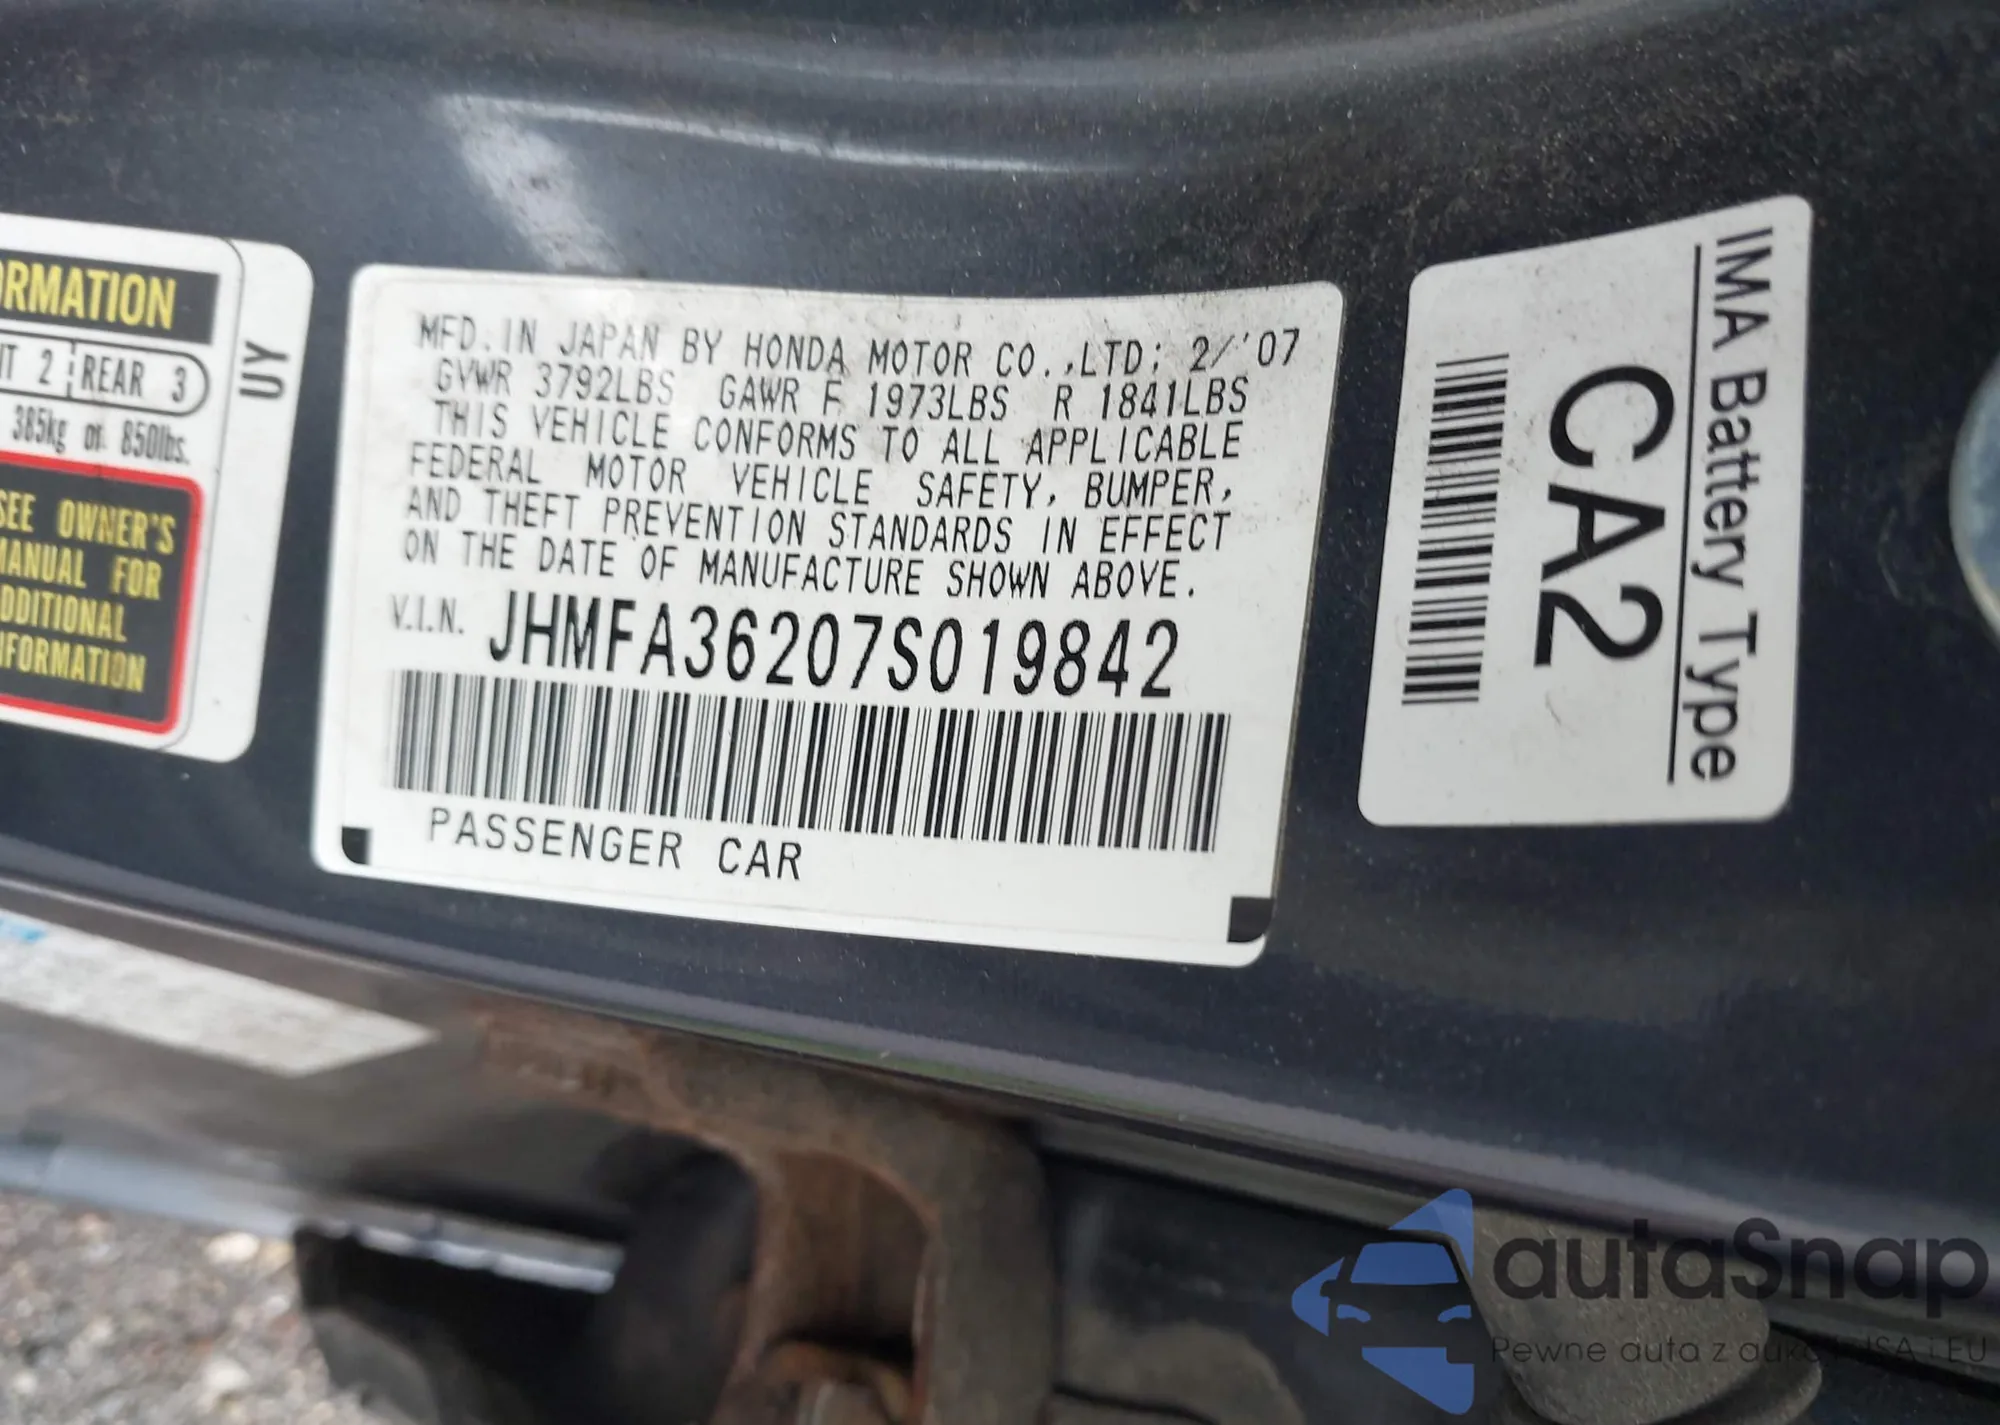 ORMATION
NT 2 REAR 3
385kg or 850lbs.
SEE OWNER'S
MANUAL FOR
ADDITIONAL
INFORMATION
UY
MFD. IN JAPAN BY HONDA MOTOR CO.,LTD; 2/'07
GVWR 3792LBS GAWR F 1973LBS R 1841LBS
THIS VEHICLE CONFORMS TO ALL APPLICABLE
FEDERAL MOTOR VEHICLE SAFETY, BUMPER,
AND THEFT PREVENTION STANDARDS IN EFFECT
ON THE DATE OF MANUFACTURE SHOWN ABOVE.
V.I.N. JHMFA36207S019842
PASSENGER CAR
IMA Battery Type
CA2
autaSnap
Pewne auta z aukcji USA i EU